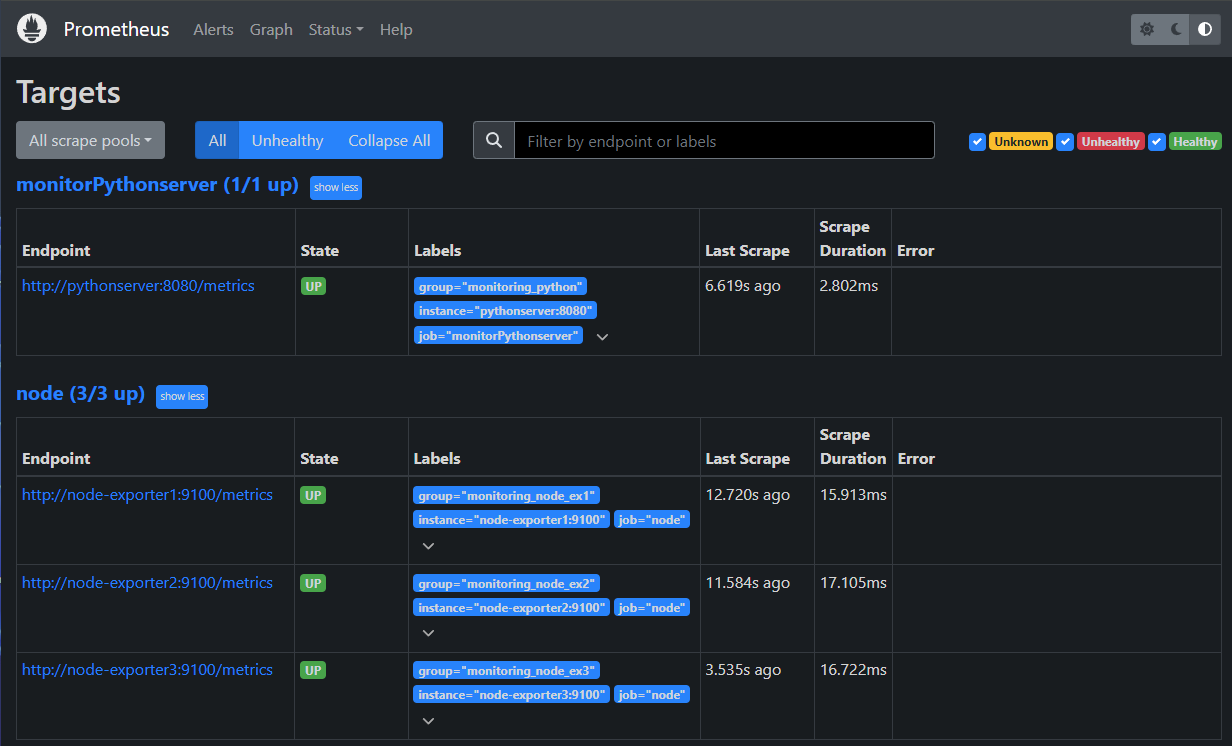 Prometheus Alerts Graph Status Help
Targets
All scrape pools All Unhealthy Collapse All Filter by endpoint or labels Unknown Unhealthy Healthy
monitorPythonserver (1/1 up) show less
Endpoint State Labels Last Scrape Scrape Duration Error
http://pythonserver:8080/metrics UP group="monitoring_python" 6.619s ago 2.802ms
instance="pythonserver:8080"
job="monitorPythonserver"
node (3/3 up) show less
Endpoint State Labels Last Scrape Scrape Duration Error
http://node-exporter1:9100/metrics UP group="monitoring_node_ex1" 12.720s ago 15.913ms
instance="node-exporter1:9100" job="node"
http://node-exporter2:9100/metrics UP group="monitoring_node_ex2" 11.584s ago 17.105ms
instance="node-exporter2:9100" job="node"
http://node-exporter3:9100/metrics UP group="monitoring_node_ex3" 3.535s ago 16.722ms
instance="node-exporter3:9100" job="node"